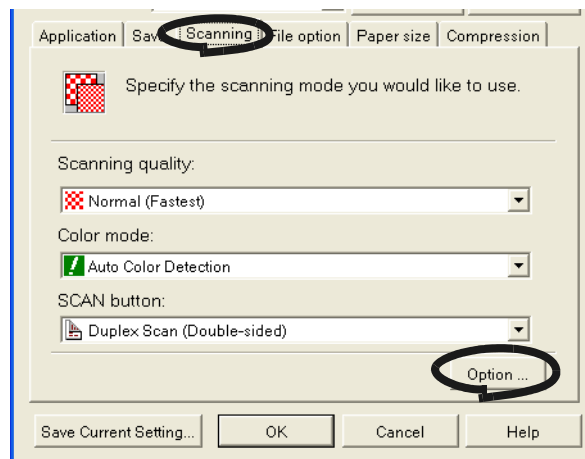 Application Save Scanning File option Paper size Compression
Specify the scanning mode you would like to use.
Scanning quality:
Normal (Fastest)
Color mode:
Auto Color Detection
SCAN button:
Duplex Scan (Double-sided)
Option ...
Save Current Setting... OK Cancel Help